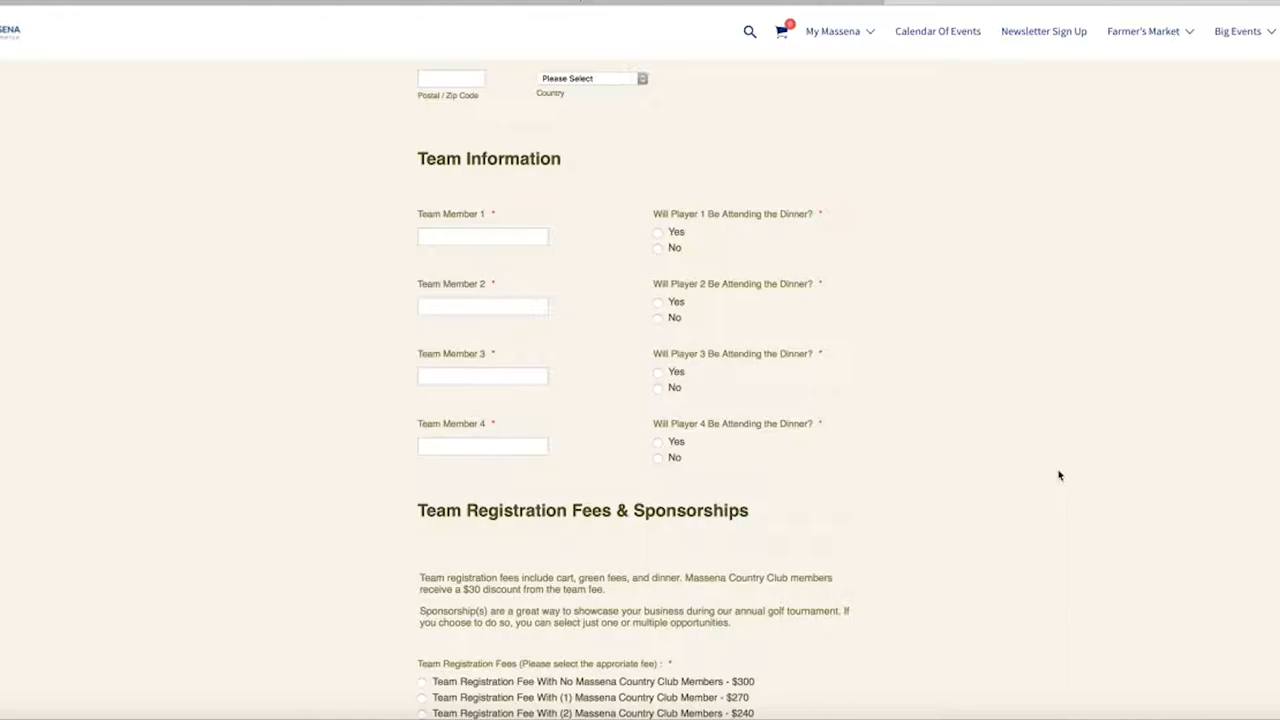 0
My Massena
Calendar Of Events
Newsletter Sign Up
Farmer's Market
Big Events
Please Select
Postal / Zip Code
Country
Team Information
Team Member 1 *
Will Player 1 Be Attending the Dinner? *
Yes
No
Team Member 2 *
Will Player 2 Be Attending the Dinner? *
Yes
No
Team Member 3 *
Will Player 3 Be Attending the Dinner? *
Yes
No
Team Member 4 *
Will Player 4 Be Attending the Dinner? *
Yes
No
Team Registration Fees & Sponsorships
Team registration fees include cart, green fees, and dinner. Massena Country Club members
receive a $30 discount from the team fee.
Sponsorship(s) are a great way to showcase your business during our annual golf tournament. If
you choose to do so, you can select just one or multiple opportunities.
Team Registration Fees (Please select the approriate fee) : *
Team Registration Fee With No Massena Country Club Members - $300
Team Registration Fee With (1) Massena Country Club Member - $270
Team Registration Fee With (2) Massena Country Club Members - $240